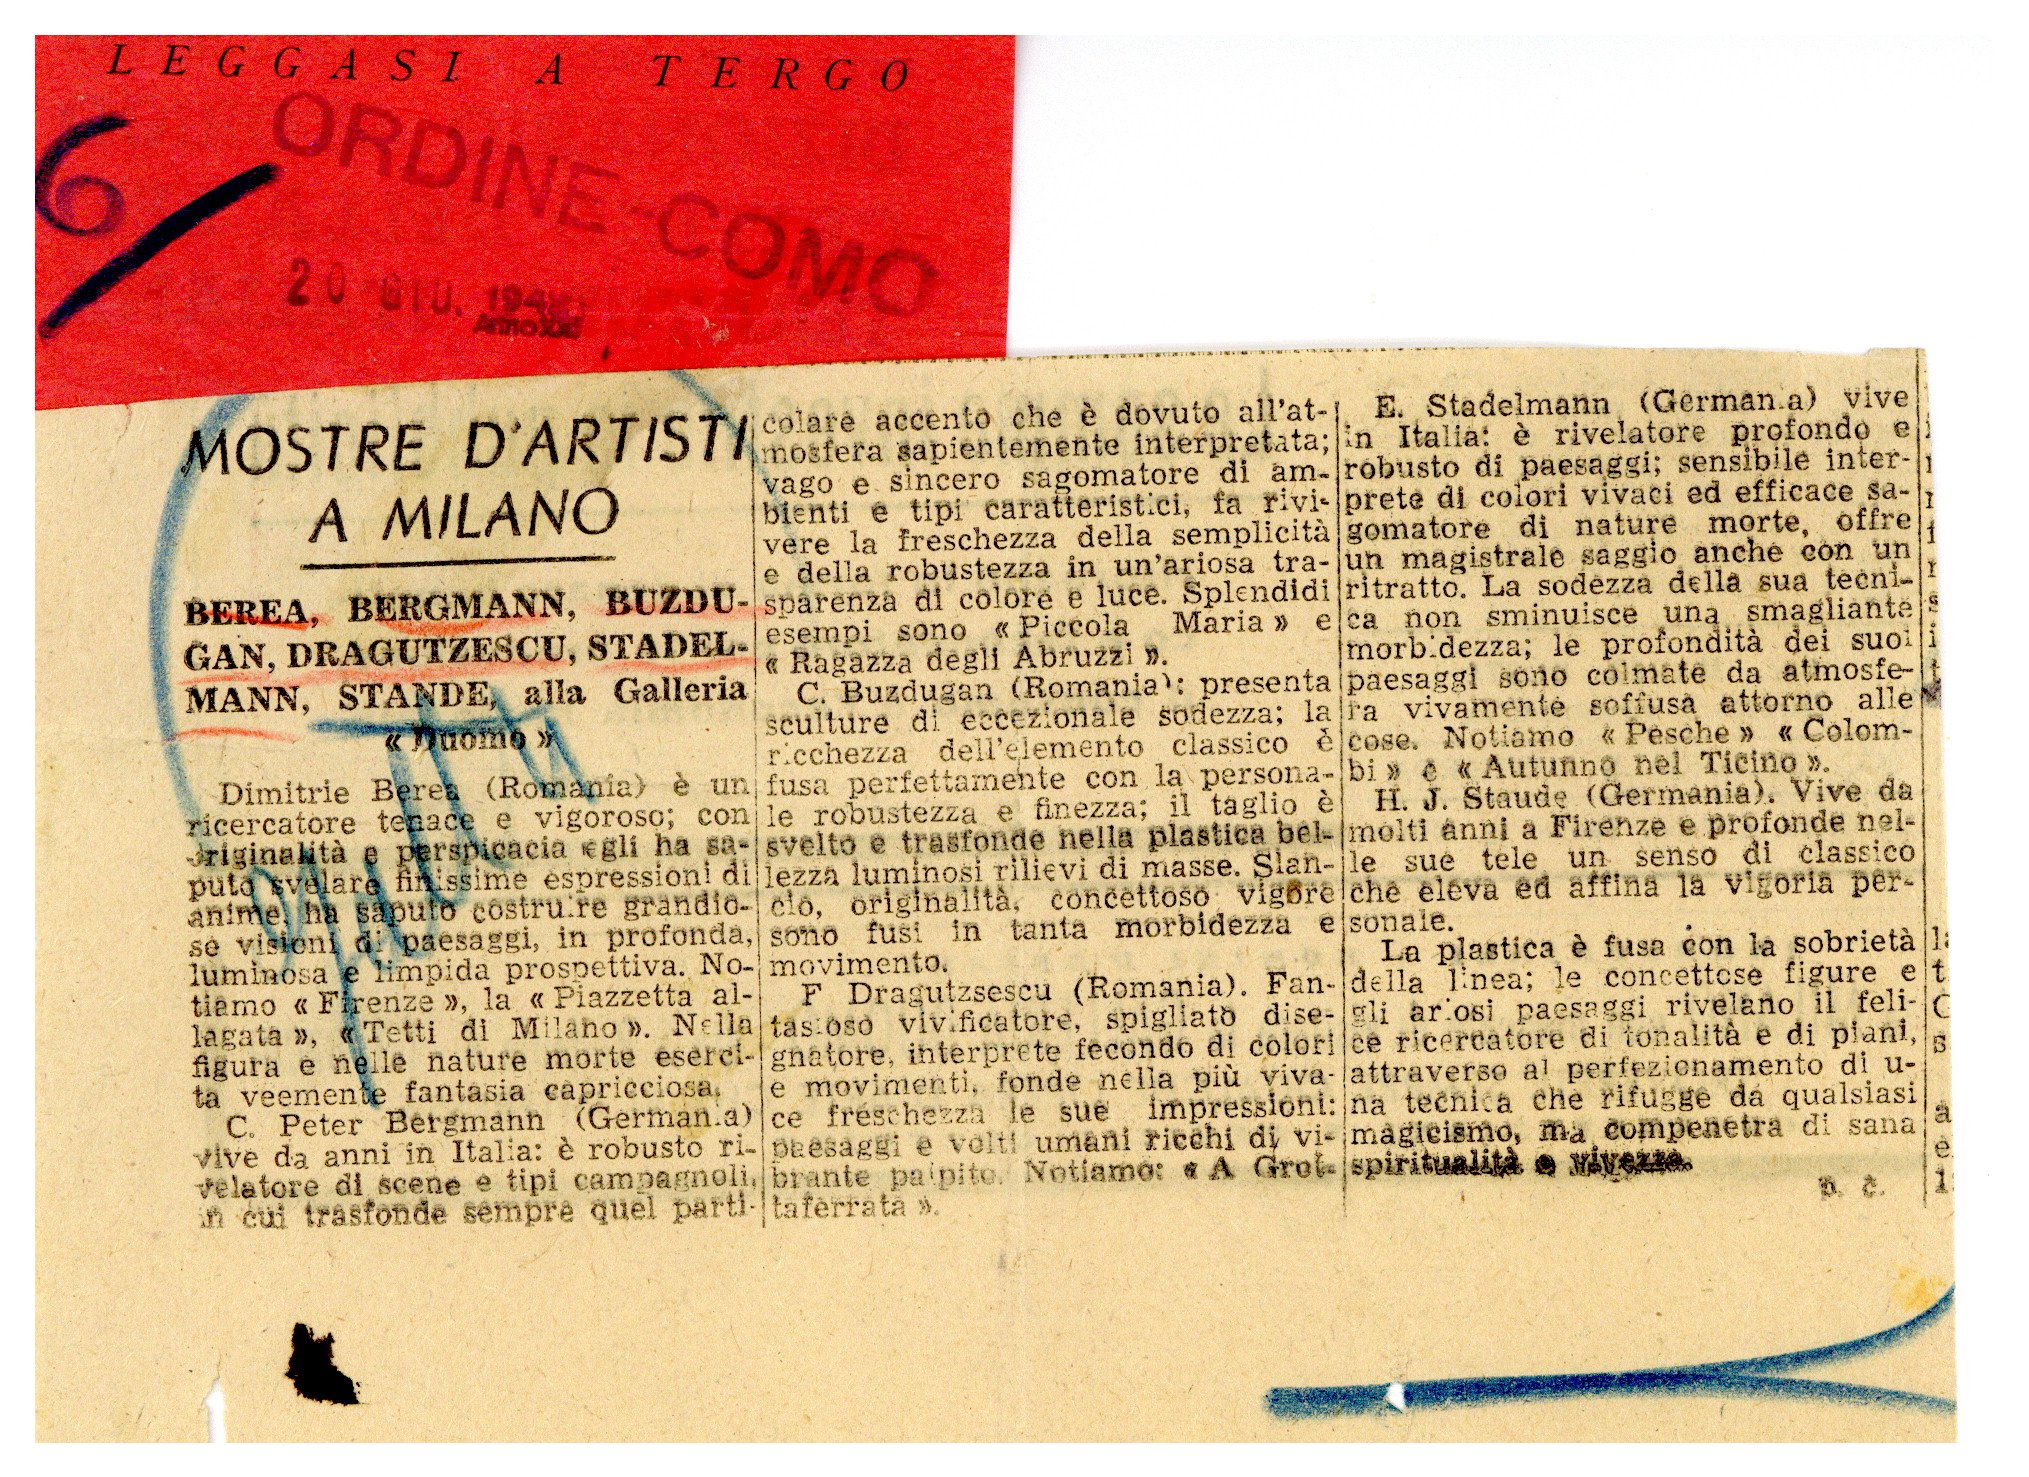 LEGGASI A TERGO
6
ORDINE - COMO
20 GIU. 194
Anno XXI
MOSTRE D'ARTISTI
A MILANO
BEREA, BERGMANN, BUZDU-
GAN, DRAGUTZESCU, STADEL-
MANN, STANDE, alla Galleria
« Duomo »
Dimitrie Berea (Romania) è un
ricercatore tenace e vigoroso; con
originalità e perspicacia egli ha sa-
puto svelare finissime espressioni di
anime, ha saputo costruire grandio-
se visioni di paesaggi, in profonda,
luminosa e limpida prospettiva. No-
tiamo « Firenze », la « Piazzetta al-
lagata », « Tetti di Milano ». Nella
figura e nelle nature morte eserci-
ta veemente fantasia capricciosa.
C. Peter Bergmann (Germania)
vive da anni in Italia: è robusto ri-
velatore di scene e tipi campagnoli,
in cui trasfonde sempre quel parti-
colare accento che è dovuto all'at-
mosfera sapientemente interpretata;
vago e sincero sagomatore di am-
bienti e tipi caratteristici, fa rivi-
vere la freschezza della semplicità
e della robustezza in un'ariosa tra-
sparenza di colore e luce. Splendidi
esempi sono « Piccola Maria » e
« Ragazza degli Abruzzi ».
C. Buzdugan (Romania): presenta
sculture di eccezionale sodezza; la
ricchezza dell'elemento classico è
fusa perfettamente con la persona-
le robustezza e finezza; il taglio è
svelto e trasfonde nella plastica bel-
lezza luminosi rilievi di masse. Slan-
cio, originalità, concettoso vigore
sono fusi in tanta morbidezza e
movimento.
F Dragutzsescu (Romania). Fan-
tasioso vivificatore, spigliato dise-
gnatore, interprete fecondo di colori
e movimenti, fonde nella più viva-
ce freschezza le sue impressioni:
paesaggi e volti umani ricchi di vi-
brante palpito. Notiamo: « A Grot-
taferrata ».
E. Stadelmann (Germania) vive
in Italia: è rivelatore profondo e
robusto di paesaggi; sensibile inter-
prete di colori vivaci ed efficace sa-
gomatore di nature morte, offre
un magistrale saggio anche con un
ritratto. La sodezza della sua tecni-
ca non sminuisce una smagliante
morbidezza; le profondità dei suoi
paesaggi sono colmate da atmosfe-
ra vivamente soffusa attorno alle
cose. Notiamo « Pesche » « Colom-
bi » e « Autunno nel Ticino ».
H. J. Staude (Germania). Vive da
molti anni a Firenze e profonde nel-
le sue tele un senso di classico
che eleva ed affina la vigoria per-
sonale.
La plastica è fusa con la sobrietà
della linea; le concettose figure e
gli ariosi paesaggi rivelano il feli-
ce ricercatore di tonalità e di piani,
attraverso al perfezionamento di u-
na tecnica che rifugge da qualsiasi
magicismo, ma compenetra di sana
spiritualità e vivezza.
p. c.